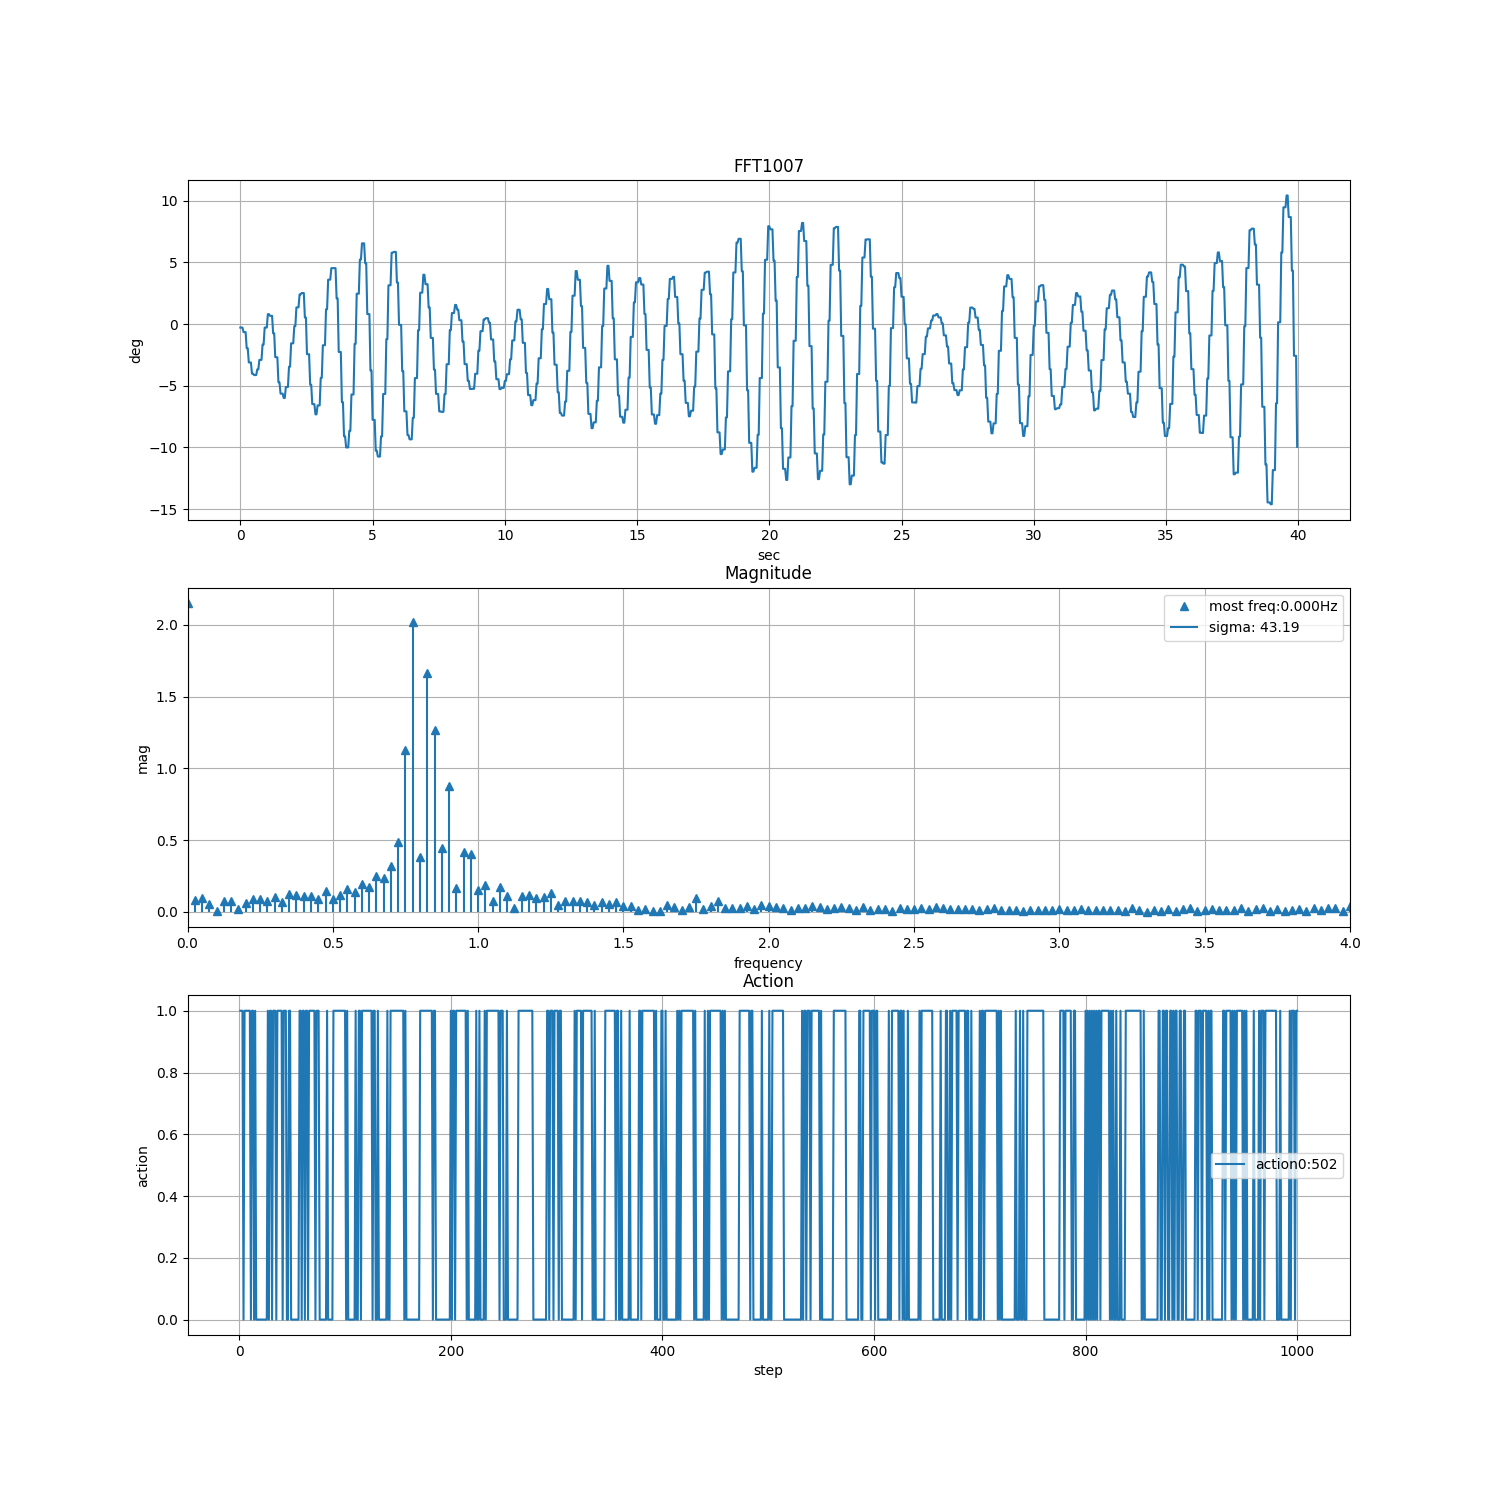 FFT1007
10
5
0
−5
−10
−15
deg
0 5 10 15 20 25 30 35 40
sec
Magnitude
most freq:0.000Hz
sigma: 43.19
2.0
1.5
1.0
0.5
0.0
mag
0.0 0.5 1.0 1.5 2.0 2.5 3.0 3.5 4.0
frequency
Action
1.0
0.8
0.6
0.4
0.2
0.0
action
action0:502
0 200 400 600 800 1000
step